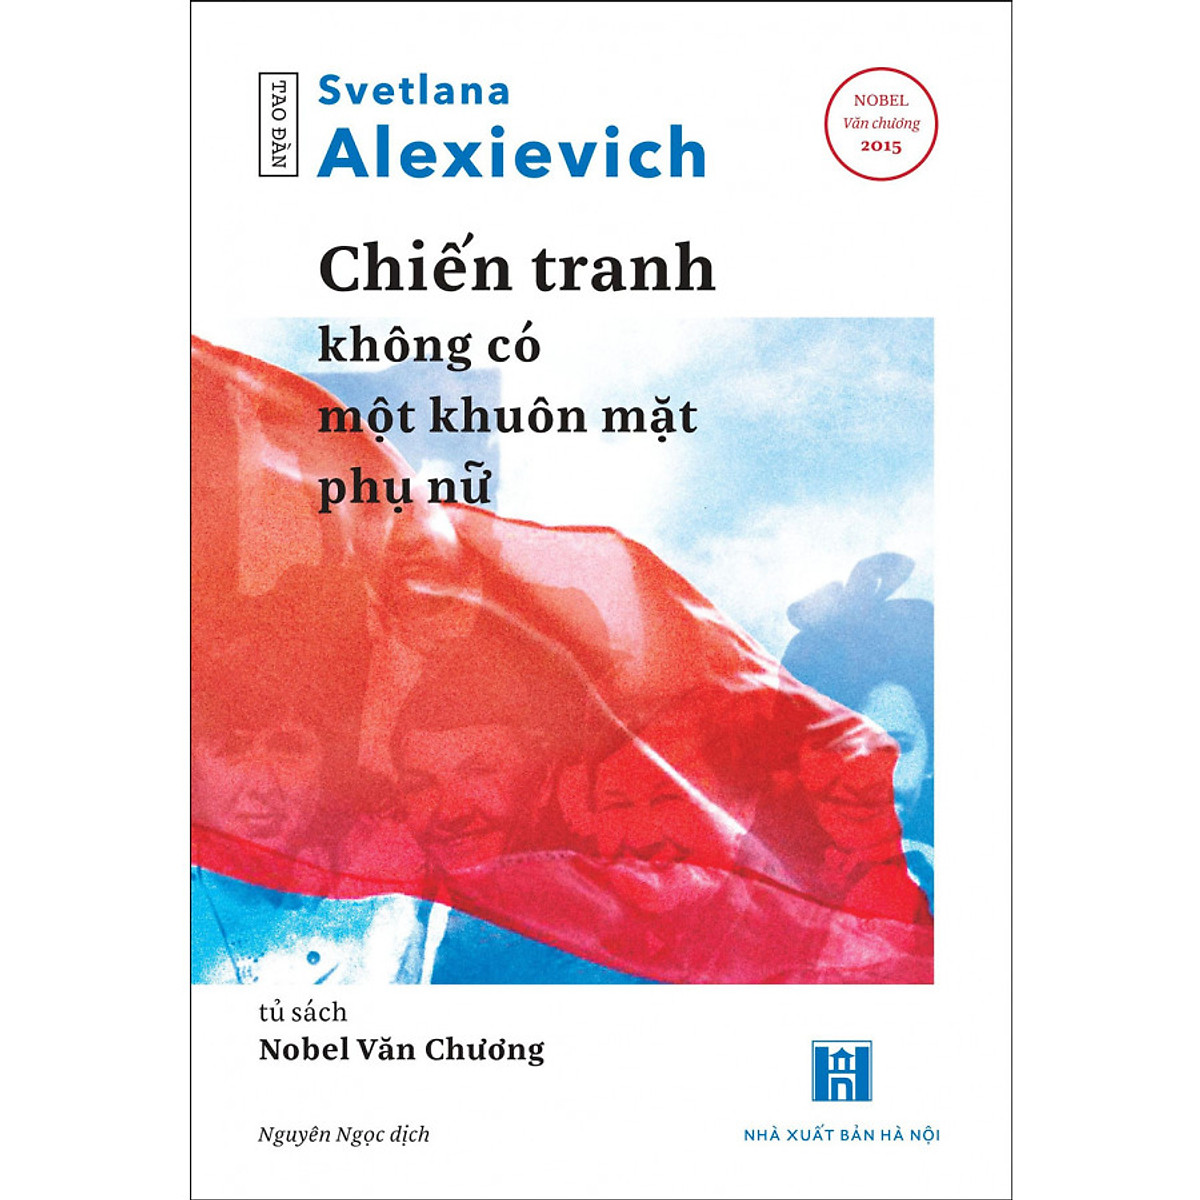 TAO ĐÀN
Svetlana
Alexievich
NOBEL
Văn chương
2015
Chiến tranh
không có
một khuôn mặt
phụ nữ
tủ sách
Nobel Văn Chương
Nguyên Ngọc dịch
NHÀ XUẤT BẢN HÀ NỘI